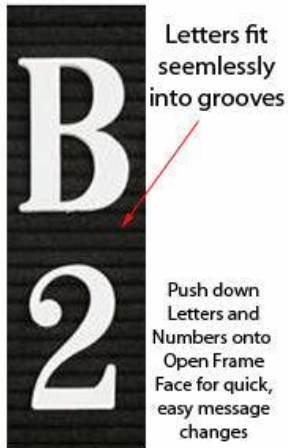 B
2
Letters fit
seemlessly
into grooves
Push down
Letters and
Numbers onto
Open Frame
Face for quick,
easy message
changes